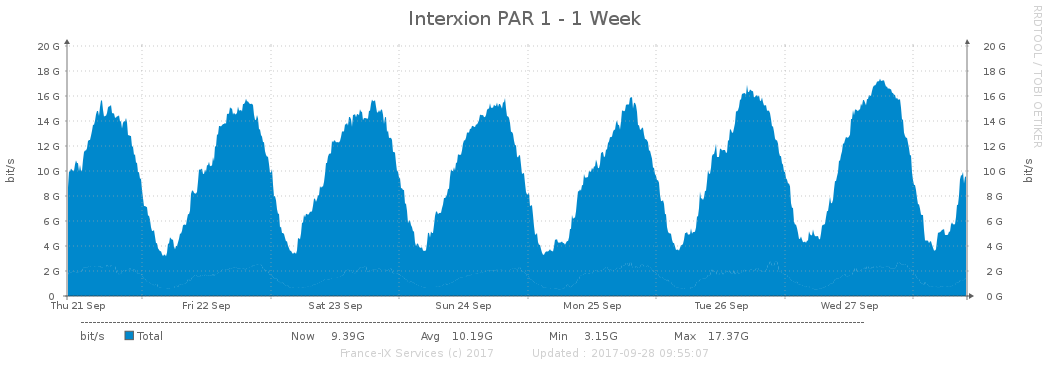 Interxion PAR 1 - 1 Week
RRDTOOL / TOBI OETIKER
20 G 20 G
18 G 18 G
16 G 16 G
14 G 14 G
12 G 12 G
10 G 10 G
8 G 8 G
6 G 6 G
4 G 4 G
2 G 2 G
0 0 G
bit/s bit/s
Thu 21 Sep Fri 22 Sep Sat 23 Sep Sun 24 Sep Mon 25 Sep Tue 26 Sep Wed 27 Sep
bit/s Total Now 9.39G Avg 10.19G Min 3.15G Max 17.37G
France-IX Services (c) 2017 Updated : 2017-09-28 09:55:07